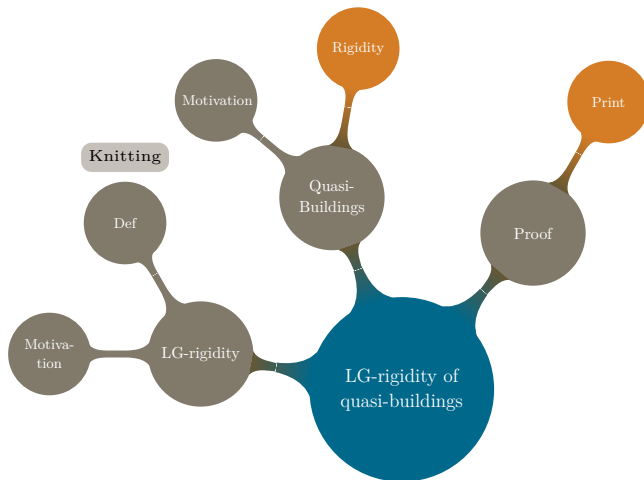 Rigidity
Motivation
Print
Knitting
Quasi-
Buildings
Def
Proof
Motiva-
tion
LG-rigidity
LG-rigidity of
quasi-buildings